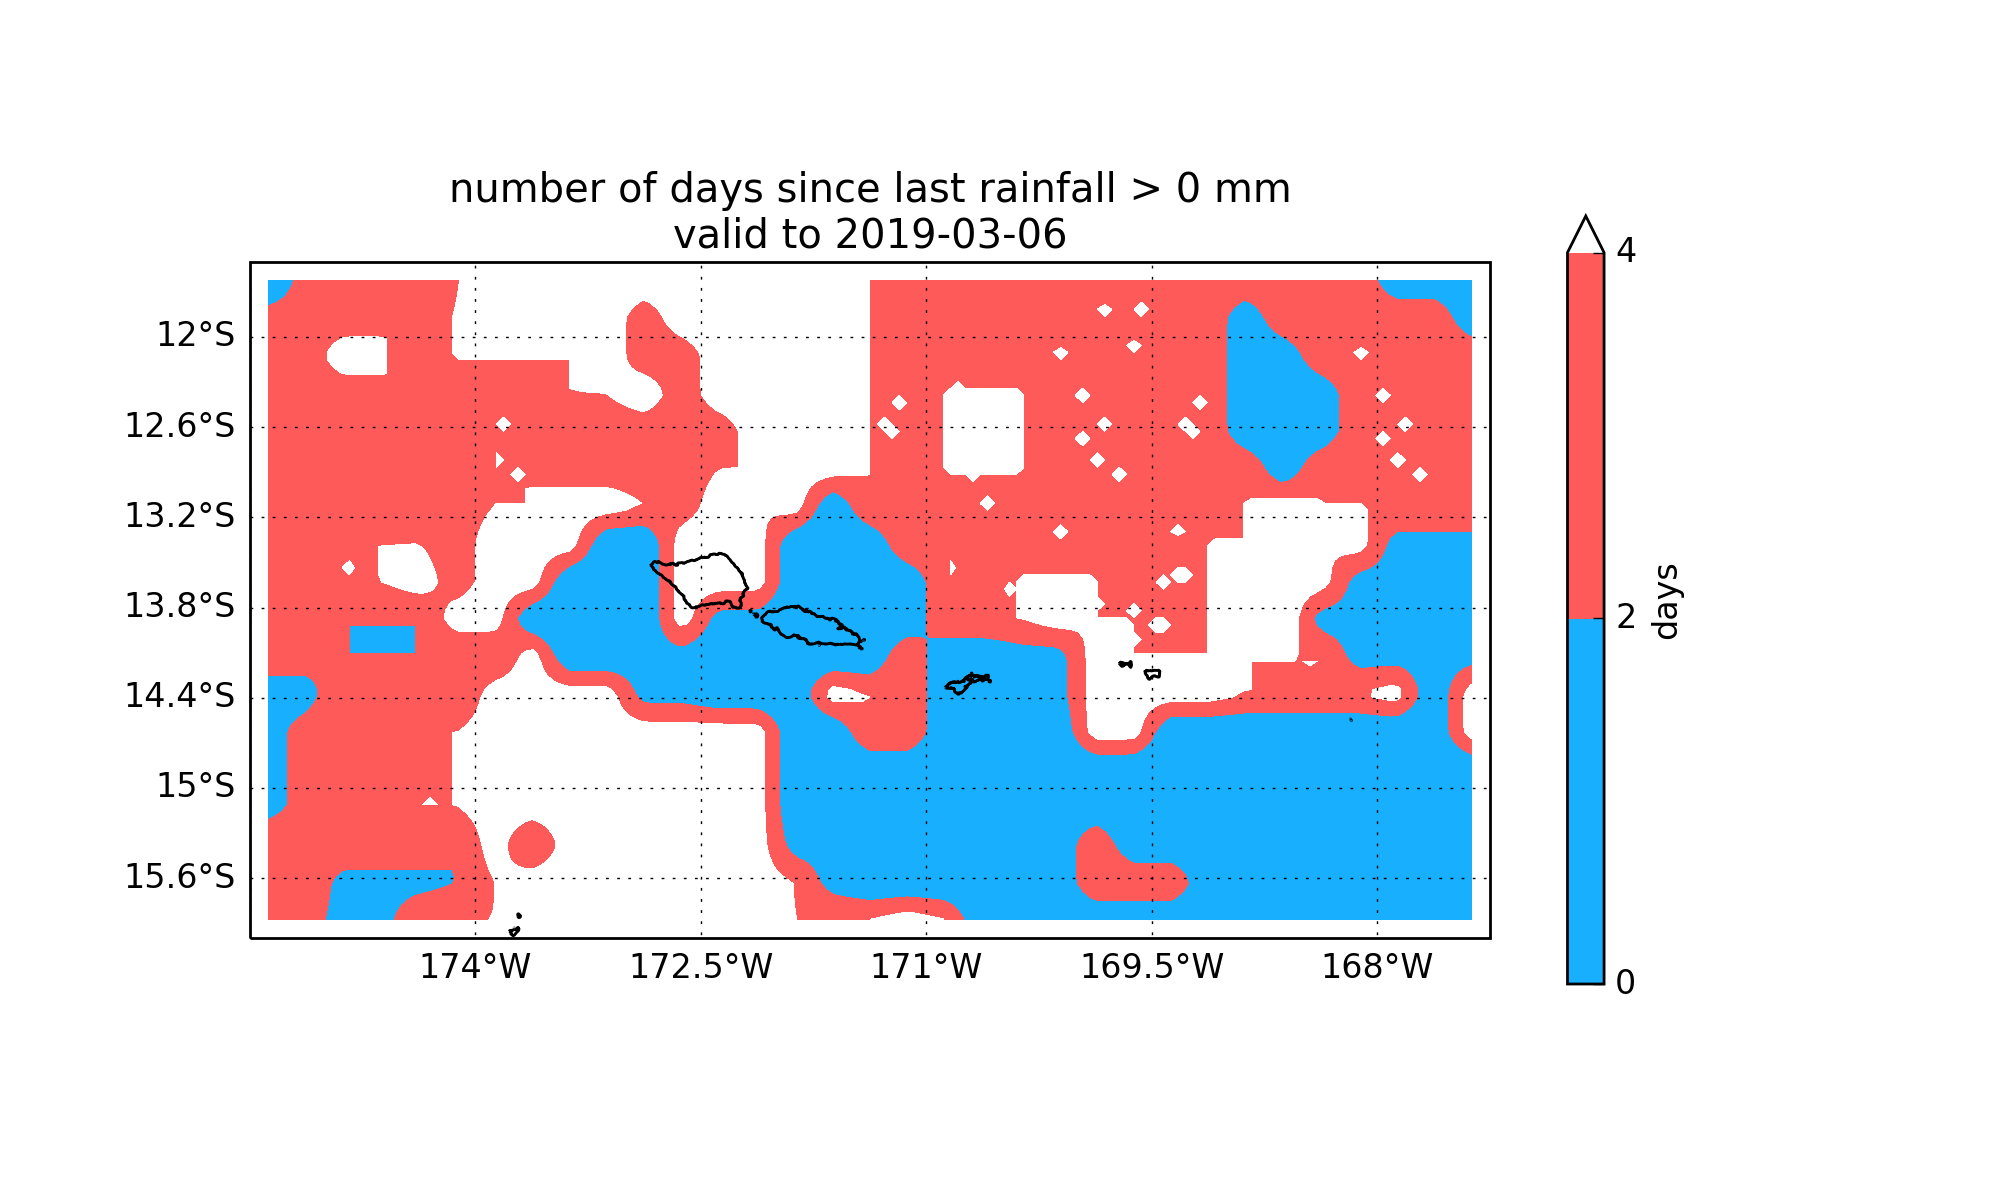 number of days since last rainfall > 0 mm
valid to 2019-03-06
12°S
12.6°S
13.2°S
13.8°S
14.4°S
15°S
15.6°S
174°W 172.5°W 171°W 169.5°W 168°W
4
2
0
days